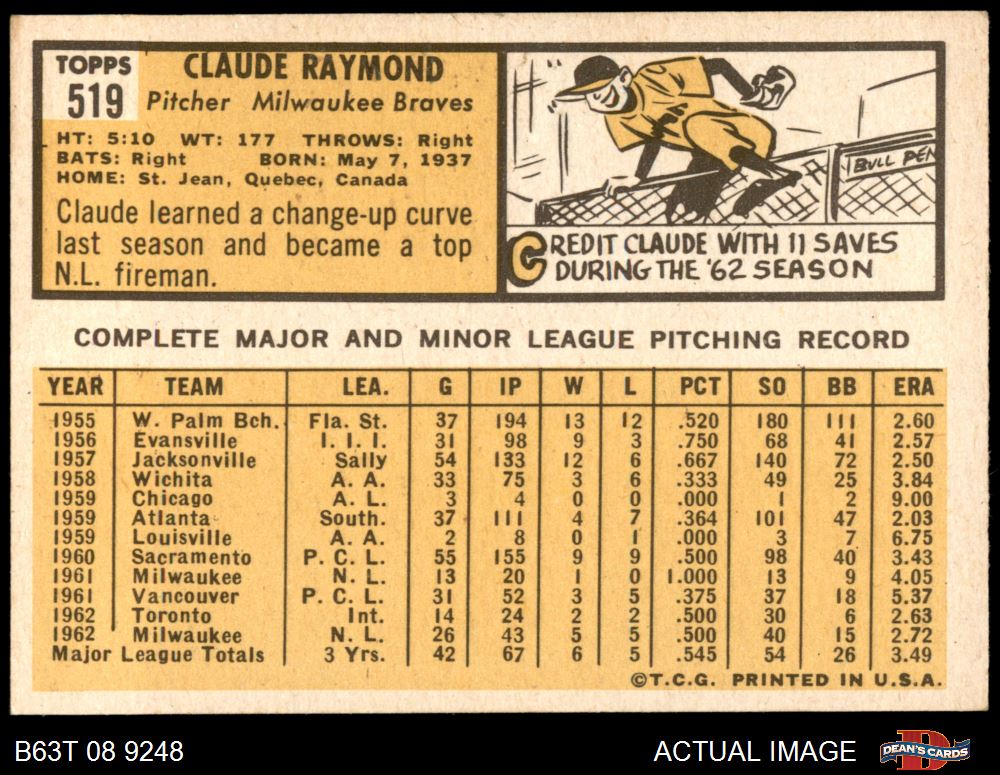 TOPPS
519
CLAUDE RAYMOND
Pitcher Milwaukee Braves
HT: 5:10 WT: 177 THROWS: Right
BATS: Right BORN: May 7, 1937
HOME: St. Jean, Quebec, Canada
Claude learned a change-up curve
last season and became a top
N.L. fireman.
BULL PEN
CREDIT CLAUDE WITH 11 SAVES
DURING THE '62 SEASON
COMPLETE MAJOR AND MINOR LEAGUE PITCHING RECORD
YEAR TEAM LEA. G IP W L PCT SO BB ERA
1955 W. Palm Bch. Fla. St. 37 194 13 12 .520 180 111 2.60
1956 Evansville I. I. I. 31 98 9 3 .750 68 41 2.57
1957 Jacksonville Sally 54 133 12 6 .667 140 72 2.50
1958 Wichita A. A. 33 75 3 6 .333 49 25 3.84
1959 Chicago A. L. 3 4 0 0 .000 1 2 9.00
1959 Atlanta South. 37 111 4 7 .364 101 47 2.03
1959 Louisville A. A. 2 8 0 1 .000 3 7 6.75
1960 Sacramento P. C. L. 55 155 9 9 .500 98 40 3.43
1961 Milwaukee N. L. 13 20 1 0 1.000 13 9 4.05
1961 Vancouver P. C. L. 31 52 3 5 .375 37 18 5.37
1962 Toronto Int. 14 24 2 2 .500 30 6 2.63
1962 Milwaukee N. L. 26 43 5 5 .500 40 15 2.72
Major League Totals 3 Yrs. 42 67 6 5 .545 54 26 3.49
©T.C.G. PRINTED IN U.S.A.
B63T 08 9248
ACTUAL IMAGE
DEAN'S CARDS